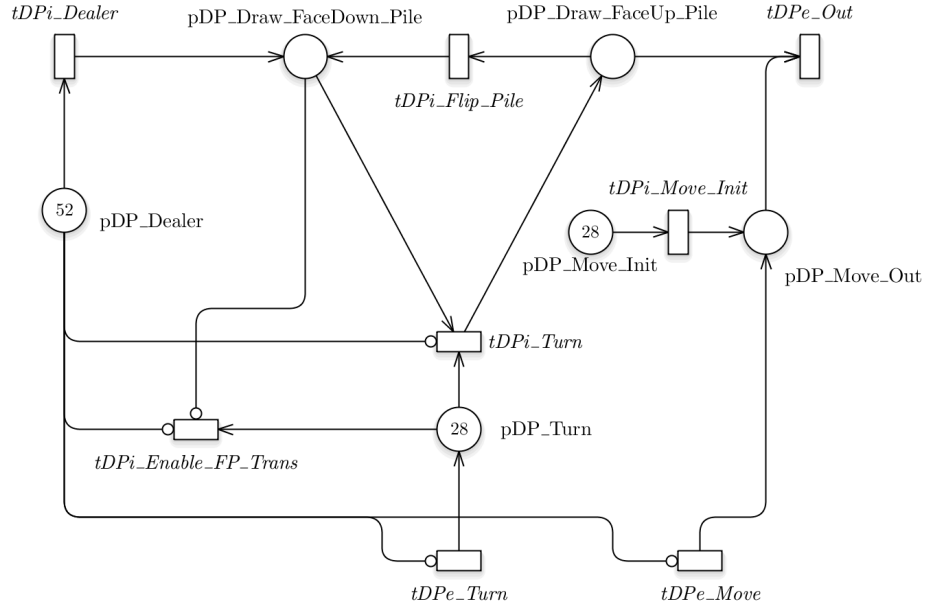 tDPi_Dealer
pDP_Draw_FaceDown_Pile
pDP_Draw_FaceUp_Pile
tDPe_Out
tDPi_Flip_Pile
tDPi_Move_Init
52
pDP_Dealer
28
pDP_Move_Init
pDP_Move_Out
tDPi_Turn
28
pDP_Turn
tDPi_Enable_FP_Trans
tDPe_Turn
tDPe_Move